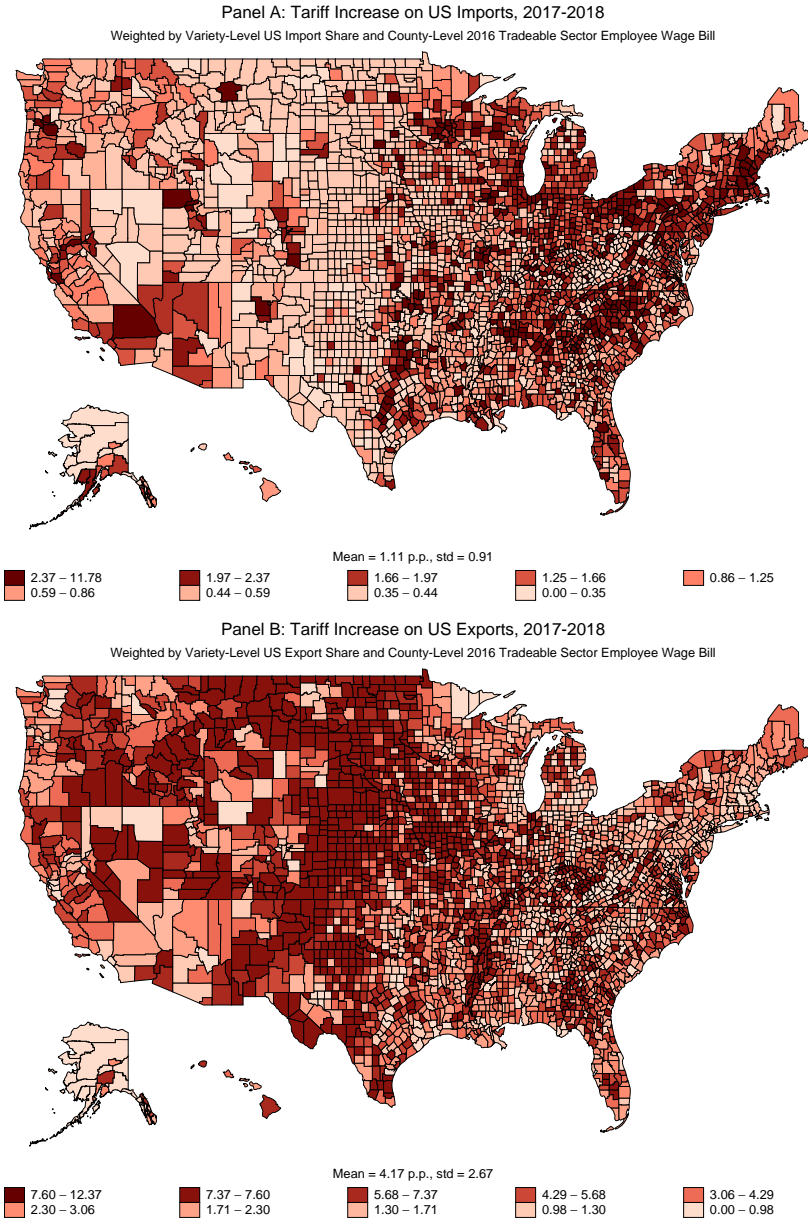 Panel A: Tariff Increase on US Imports, 2017-2018
Weighted by Variety-Level US Import Share and County-Level 2016 Tradeable Sector Employee Wage Bill
Mean = 1.11 p.p., std = 0.91
2.37 – 11.78 1.97 – 2.37 1.66 – 1.97 1.25 – 1.66 0.86 – 1.25
0.59 – 0.86 0.44 – 0.59 0.35 – 0.44 0.00 – 0.35
Panel B: Tariff Increase on US Exports, 2017-2018
Weighted by Variety-Level US Export Share and County-Level 2016 Tradeable Sector Employee Wage Bill
Mean = 4.17 p.p., std = 2.67
7.60 – 12.37 7.37 – 7.60 5.68 – 7.37 4.29 – 5.68 3.06 – 4.29
2.30 – 3.06 1.71 – 2.30 1.30 – 1.71 0.98 – 1.30 0.00 – 0.98